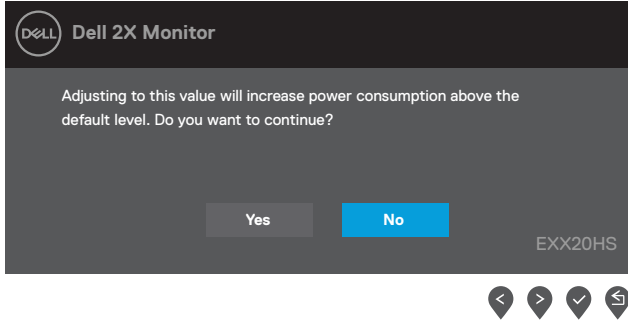 DELL
Dell 2X Monitor
Adjusting to this value will increase power consumption above the
default level. Do you want to continue?
Yes No
EXX20HS